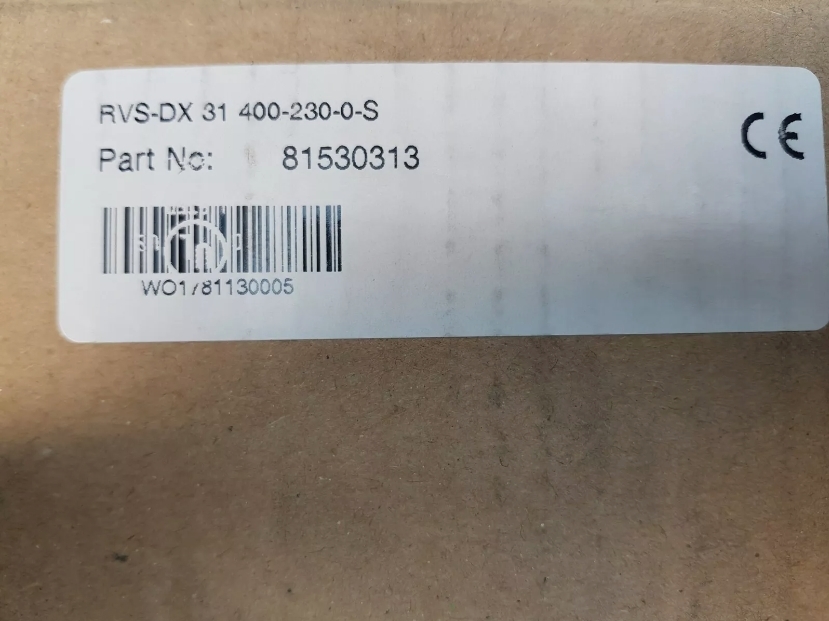 RVS-DX 31 400-230-0-S
CE
Part No: 81530313
WO1781130005